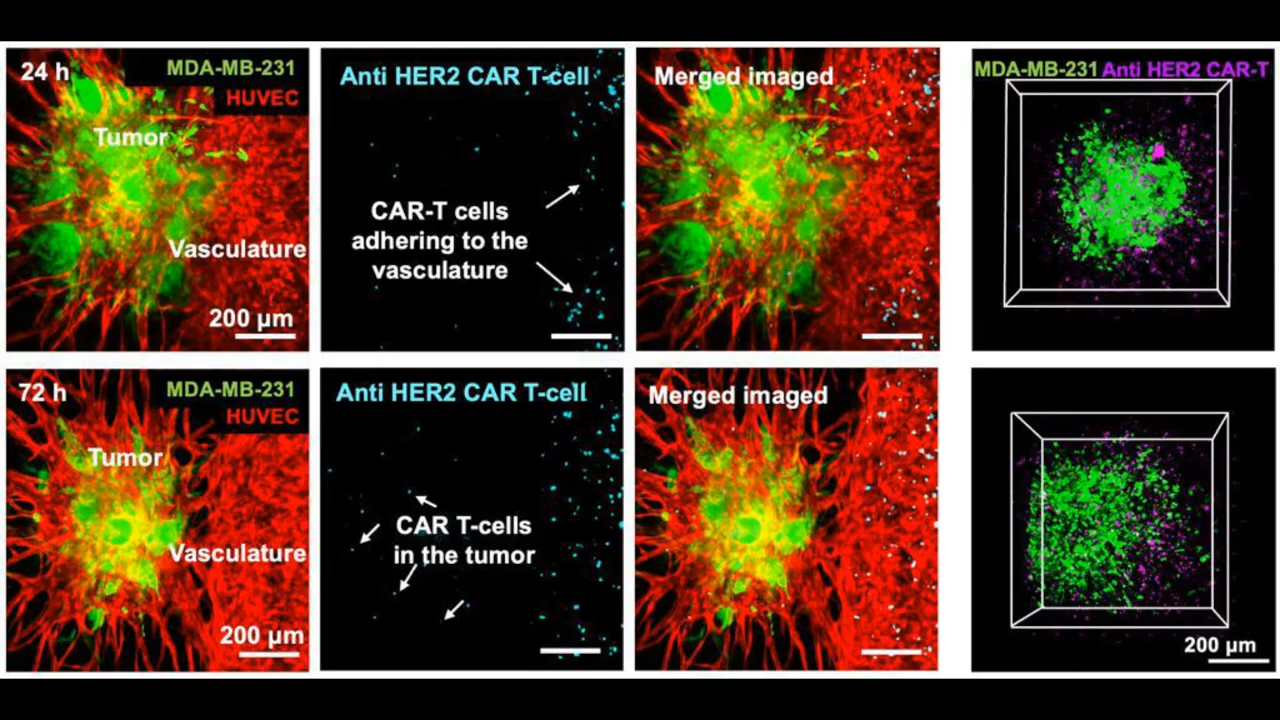 24 h
MDA-MB-231
HUVEC
Tumor
Vasculature
200 µm
Anti HER2 CAR T-cell
CAR-T cells
adhering to the
vasculature
Merged imaged
MDA-MB-231 Anti HER2 CAR-T
72 h
MDA-MB-231
HUVEC
Tumor
Vasculature
200 µm
Anti HER2 CAR T-cell
CAR T-cells
in the tumor
Merged imaged
200 µm